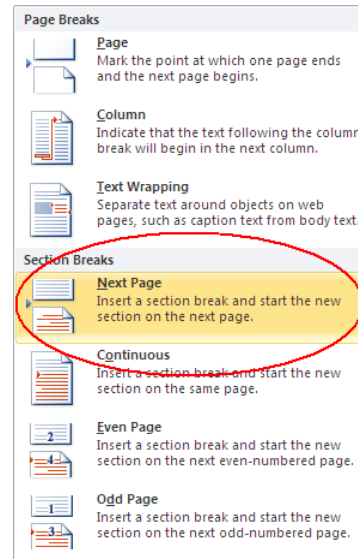 Page Breaks
Page
Mark the point at which one page ends
and the next page begins.
Column
Indicate that the text following the column
break will begin in the next column.
Text Wrapping
Separate text around objects on web
pages, such as caption text from body text.
Section Breaks
Next Page
Insert a section break and start the new
section on the next page.
Continuous
Insert a section break and start the new
section on the same page.
2
4
Even Page
Insert a section break and start the new
section on the next even-numbered page.
1
3
Odd Page
Insert a section break and start the new
section on the next odd-numbered page.